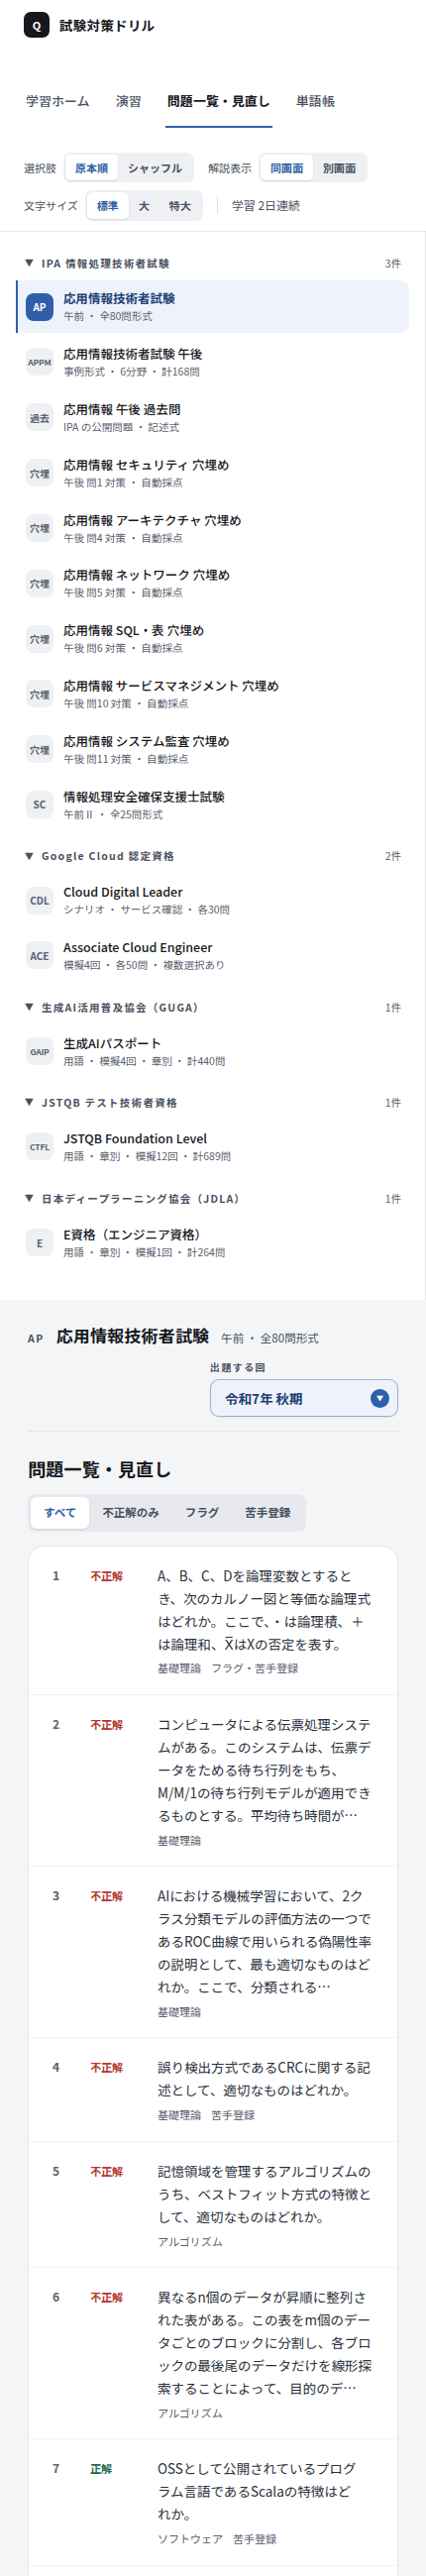 Q 試験対策ドリル
学習ホーム 演習 問題一覧・見直し 単語帳
選択肢 原本順 シャッフル 解説表示 同画面 別画面
文字サイズ 標準 大 特大 学習 2日連続
▼ IPA 情報処理技術者試験 3件
AP 応用情報技術者試験
午前 ・ 全80問形式
APPM 応用情報技術者試験 午後
事例形式 ・ 6分野 ・ 計168問
過去 応用情報 午後 過去問
IPA の公開問題 ・ 記述式
穴埋 応用情報 セキュリティ 穴埋め
午後 問1 対策 ・ 自動採点
穴埋 応用情報 アーキテクチャ 穴埋め
午後 問4 対策 ・ 自動採点
穴埋 応用情報 ネットワーク 穴埋め
午後 問5 対策 ・ 自動採点
穴埋 応用情報 SQL・表 穴埋め
午後 問6 対策 ・ 自動採点
穴埋 応用情報 サービスマネジメント 穴埋め
午後 問10 対策 ・ 自動採点
穴埋 応用情報 システム監査 穴埋め
午後 問11 対策 ・ 自動採点
SC 情報処理安全確保支援士試験
午前Ⅱ ・ 全25問形式
▼ Google Cloud 認定資格 2件
CDL Cloud Digital Leader
シナリオ ・ サービス確認 ・ 各30問
ACE Associate Cloud Engineer
模擬4回 ・ 各50問 ・ 複数選択あり
▼ 生成AI活用普及協会（GUGA） 1件
GAIP 生成AIパスポート
用語 ・ 模擬4回 ・ 章別 ・ 計440問
▼ JSTQB テスト技術者資格 1件
CTFL JSTQB Foundation Level
用語 ・ 章別 ・ 模擬12回 ・ 計689問
▼ 日本ディープラーニング協会（JDLA） 1件
E E資格（エンジニア資格）
用語 ・ 章別 ・ 模擬1回 ・ 計264問
AP 応用情報技術者試験 午前 ・ 全80問形式
出題する回
令和7年 秋期 ▼
問題一覧・見直し
すべて 不正解のみ フラグ 苦手登録
1 不正解 A、B、C、Dを論理変数とすると
き、次のカルノー図と等価な論理式
はどれか。ここで、・は論理積、＋
は論理和、X̅はXの否定を表す。
基礎理論 フラグ・苦手登録
2 不正解 コンピュータによる伝票処理システ
ムがある。このシステムは、伝票デ
ータをためる待ち行列をもち、
M/M/1の待ち行列モデルが適用でき
るものとする。平均待ち時間が…
基礎理論
3 不正解 AIにおける機械学習において、2ク
ラス分類モデルの評価方法の一つで
あるROC曲線で用いられる偽陽性率
の説明として、最も適切なものはど
れか。ここで、分類される…
基礎理論
4 不正解 誤り検出方式であるCRCに関する記
述として、適切なものはどれか。
基礎理論 苦手登録
5 不正解 記憶領域を管理するアルゴリズムの
うち、ベストフィット方式の特徴と
して、適切なものはどれか。
アルゴリズム
6 不正解 異なるn個のデータが昇順に整列さ
れた表がある。この表をm個のデー
タごとのブロックに分割し、各ブロ
ックの最後尾のデータだけを線形探
索することによって、目的のデ…
アルゴリズム
7 正解 OSSとして公開されているプログ
ラム言語であるScalaの特徴はど
れか。
ソフトウェア 苦手登録